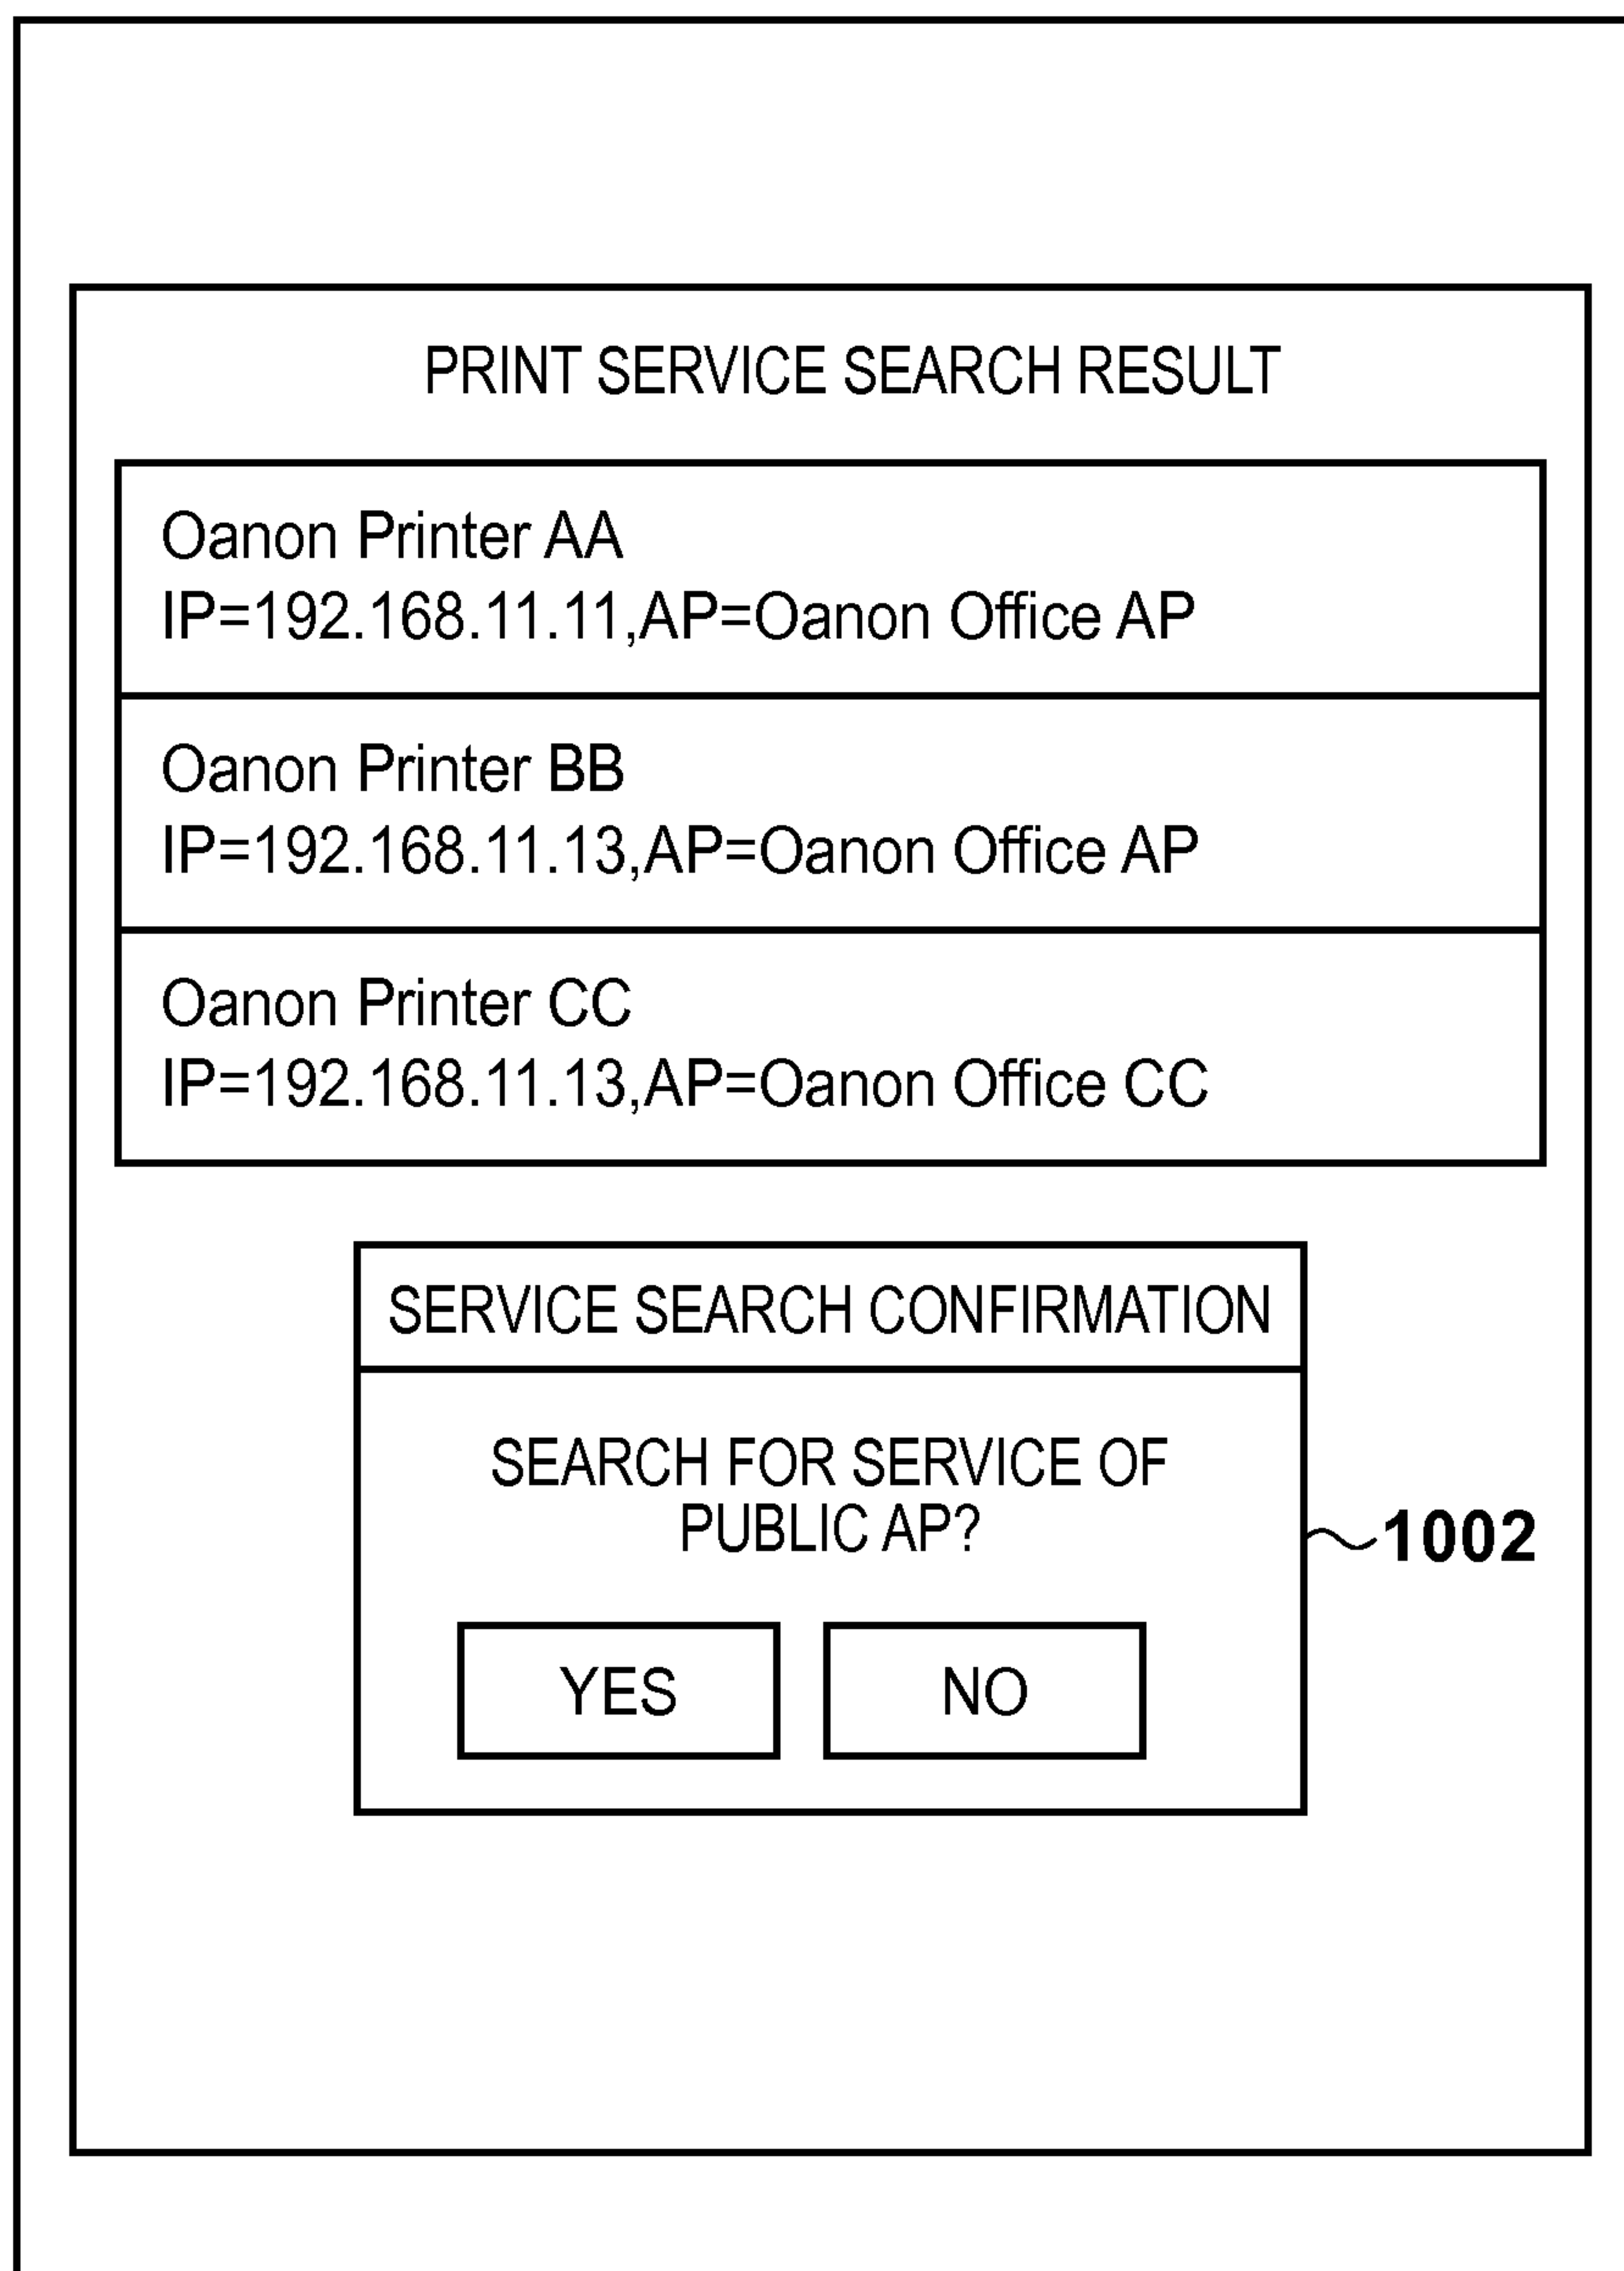 PRINT SERVICE SEARCH RESULT
Oanon Printer AA
IP=192.168.11.11,AP=Oanon Office AP
Oanon Printer BB
IP=192.168.11.13,AP=Oanon Office AP
Oanon Printer CC
IP=192.168.11.13,AP=Oanon Office CC
SERVICE SEARCH CONFIRMATION
SEARCH FOR SERVICE OF
PUBLIC AP?
1002
YES NO